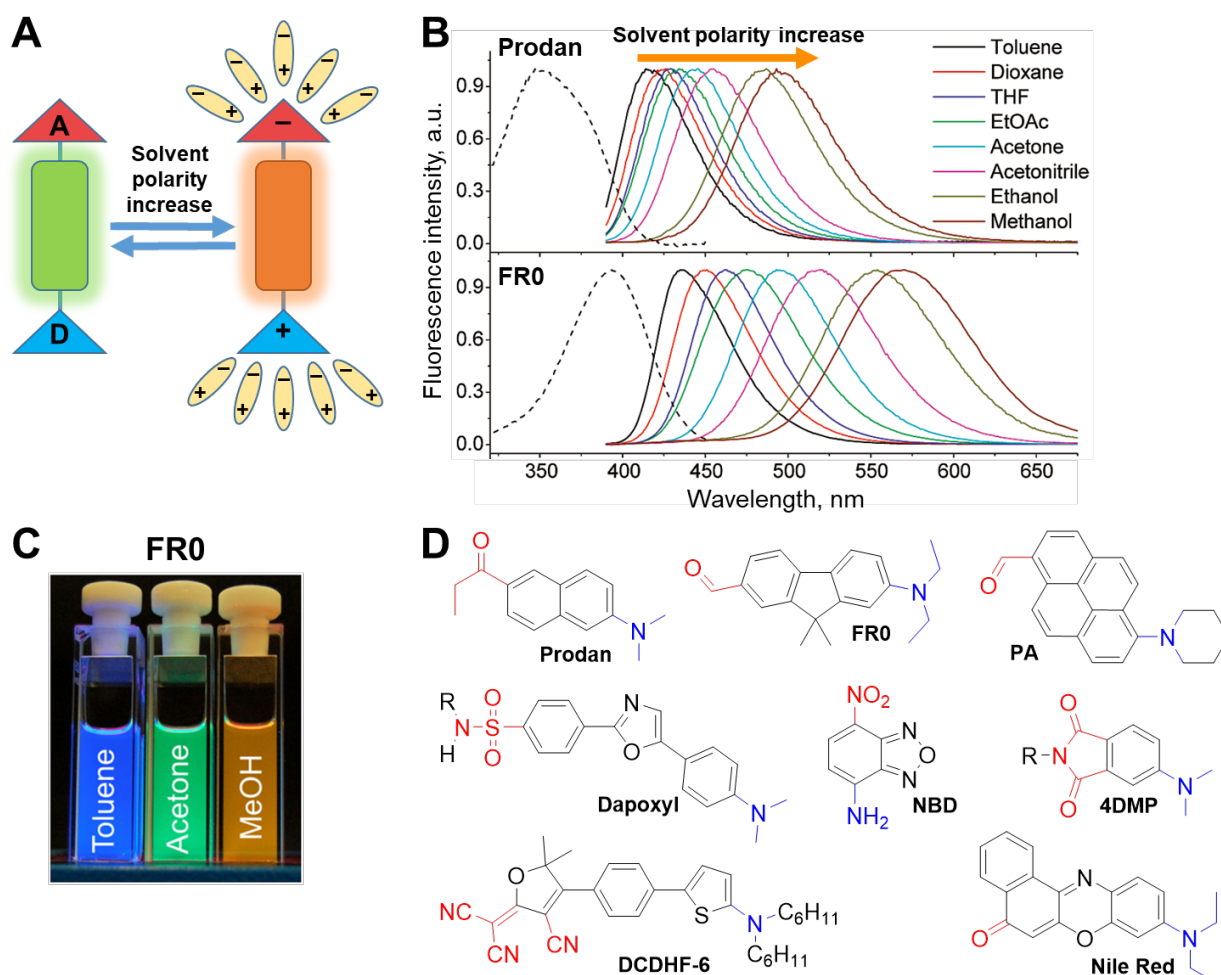 A
A
D
Solvent
polarity
increase
−
+
− + − + − + − + − +
− + − + − + − + − +
B
Prodan
Solvent polarity increase
Toluene
Dioxane
THF
EtOAc
Acetone
Acetonitrile
Ethanol
Methanol
0.9
0.6
0.3
0.0
FR0
0.9
0.6
0.3
0.0
Fluorescence intensity, a.u.
350 400 450 500 550 600 650
Wavelength, nm
C
FR0
Toluene
Acetone
MeOH
D
O
N
Prodan
O
N
FR0
O
N
PA
R
N
H
S
O
O
N
O
N
Dapoxyl
NO2
N
O
N
NH2
NBD
R
N
O
O
N
4DMP
O
NC
CN
CN
S
N
C6H11
C6H11
DCDHF-6
O
N
O
N
Nile Red